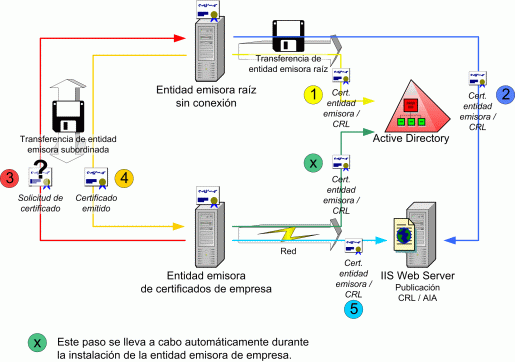 Transferencia de
entidad emisora raíz
Entidad emisora raíz
sin conexión
1
Cert.
entidad
emisora /
CRL
Active Directory
Cert.
entidad
emisora /
CRL
2
Transferencia de entidad
emisora subordinada
3
?
Solicitud de
certificado
4
Certificado
emitido
x
Cert.
entidad
emisora /
CRL
Red
Entidad emisora
de certificados de empresa
Cert.
entidad
emisora /
CRL
5
IIS Web Server
Publicación
CRL / AIA
x
Este paso se lleva a cabo automáticamente durante
la instalación de la entidad emisora de empresa.